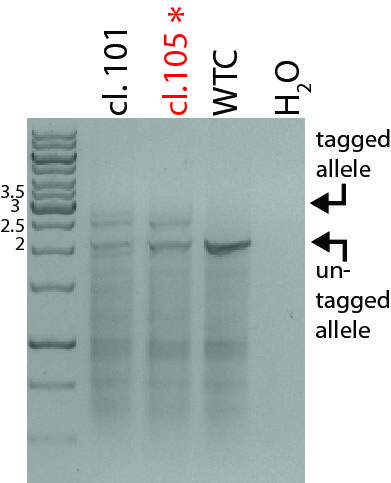 cl. 101
cl.105 *
WTC
H2O
tagged
allele
3.5
3
2.5
2
un-
tagged
allele